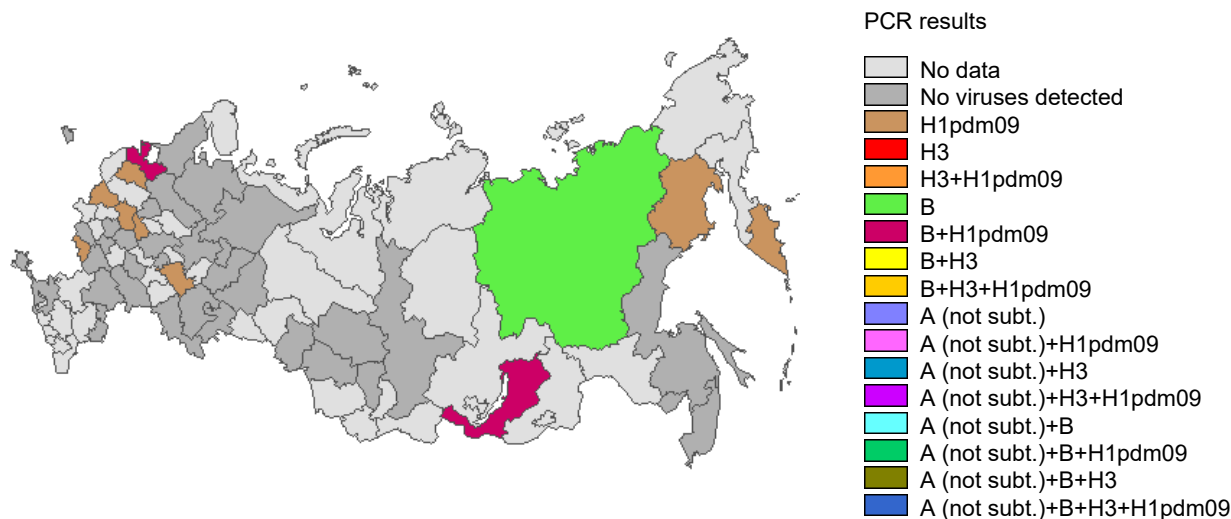 PCR results
No data
No viruses detected
H1pdm09
H3
H3+H1pdm09
B
B+H1pdm09
B+H3
B+H3+H1pdm09
A (not subt.)
A (not subt.)+H1pdm09
A (not subt.)+H3
A (not subt.)+H3+H1pdm09
A (not subt.)+B
A (not subt.)+B+H1pdm09
A (not subt.)+B+H3
A (not subt.)+B+H3+H1pdm09